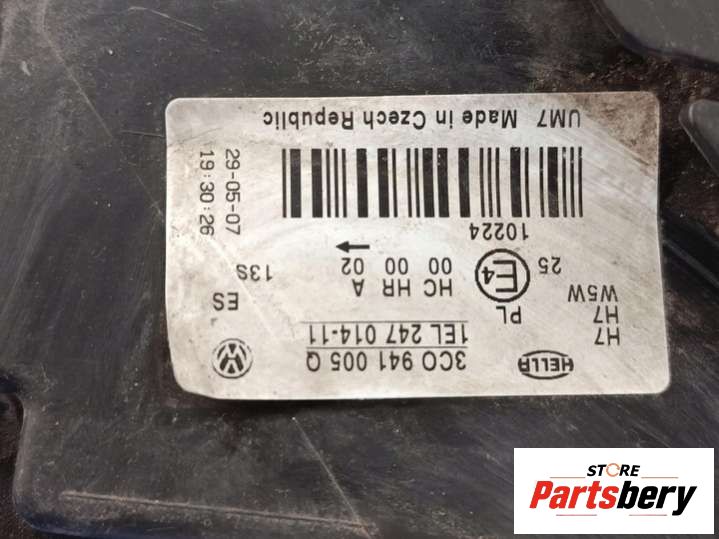 HELLA
3C0 941 005 Q
1EL 247 014-11
H7
H7
W5W
PL
HC HR A
00 00 02
ES
E4
25
13S
10224
29-05-07
19:30:26
UM7 Made in Czech Republic
STORE
Partsbery